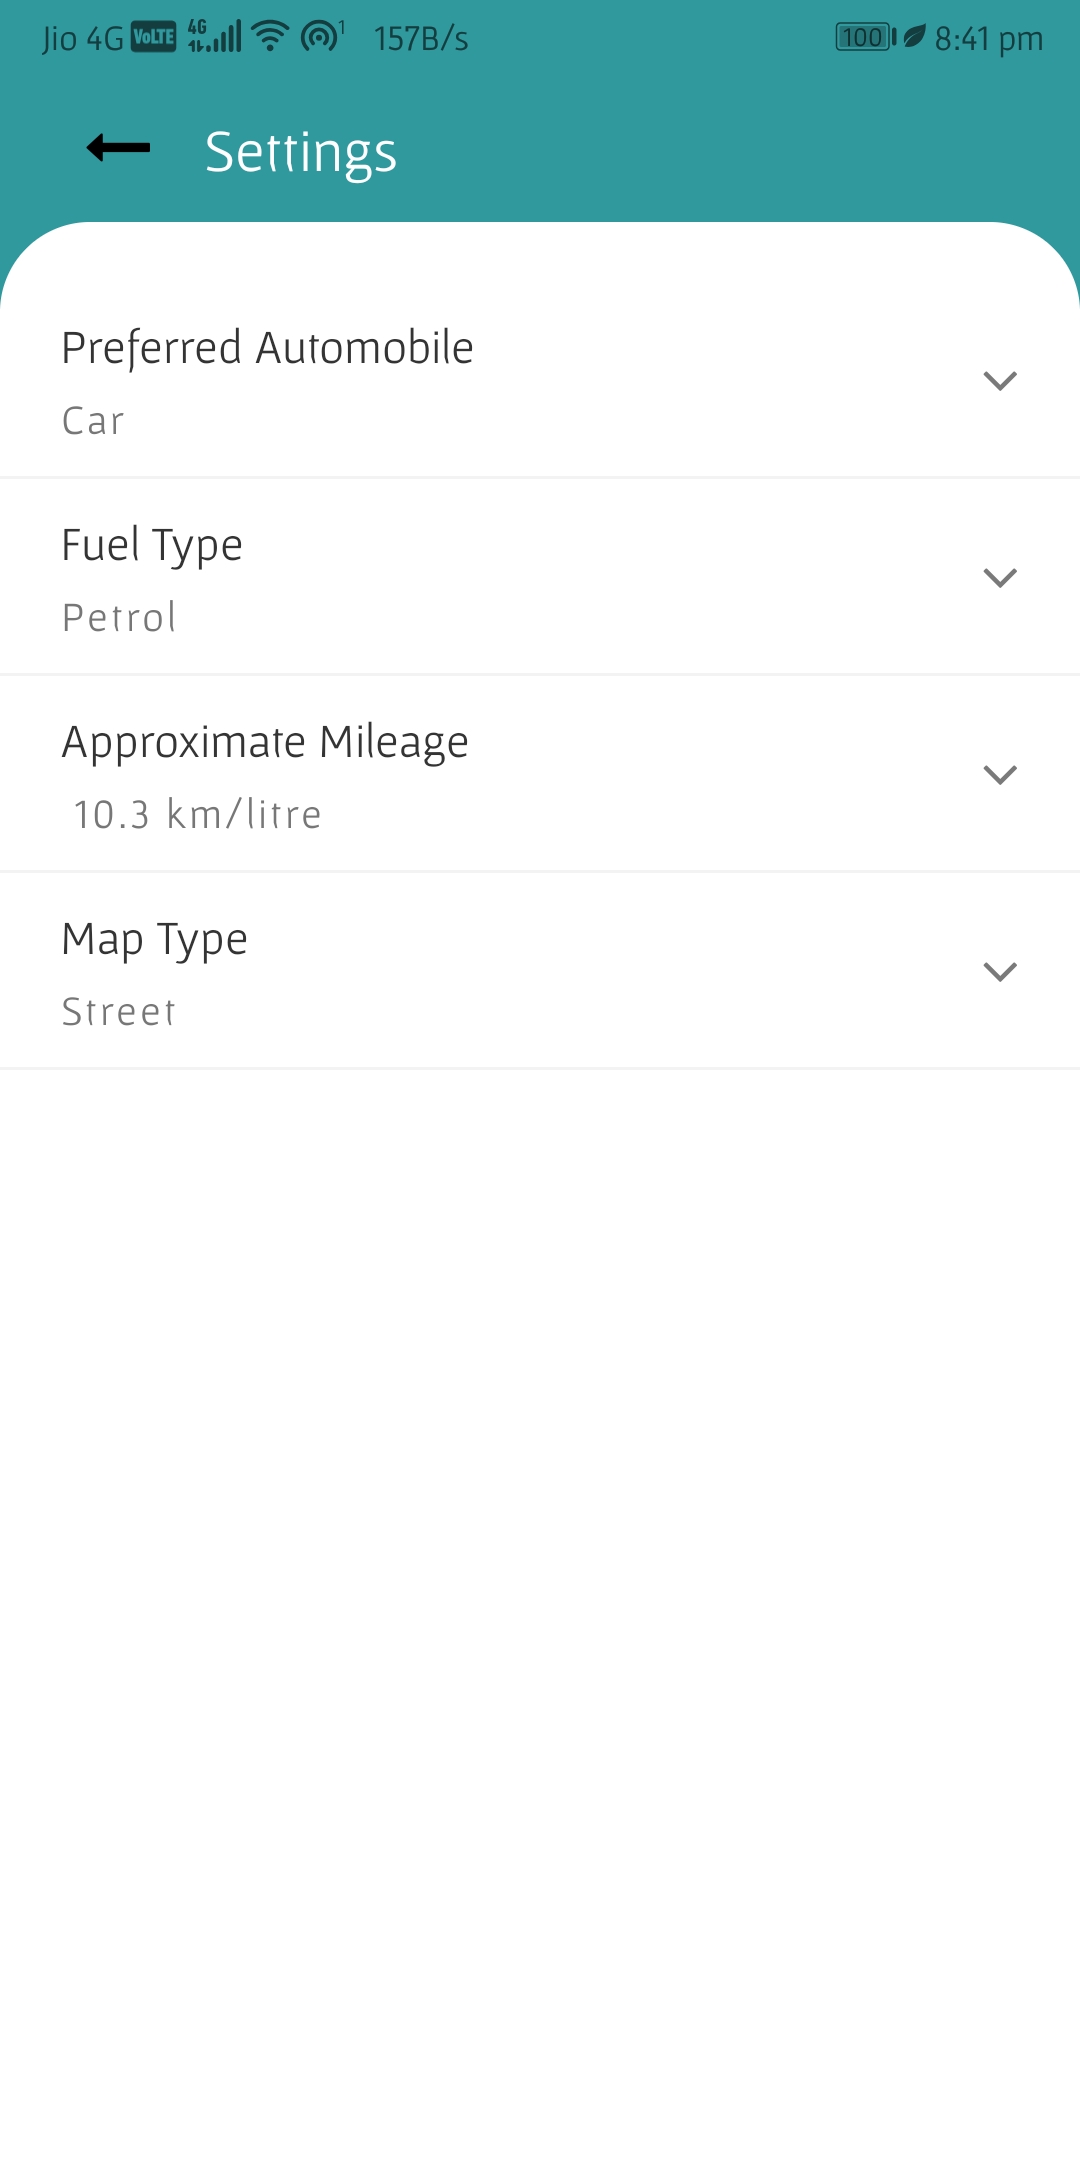 Jio 4G VoLTE 4G 1 157B/s 100 8:41 pm
Settings
Preferred Automobile
Car
Fuel Type
Petrol
Approximate Mileage
10.3 km/litre
Map Type
Street